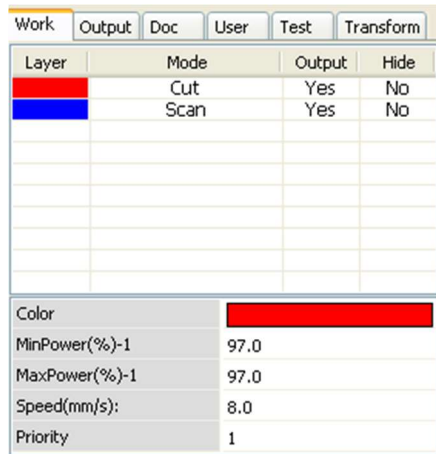 Work Output Doc User Test Transform
Layer Mode Output Hide
Cut Yes No
Scan Yes No
Color
MinPower(%)-1 97.0
MaxPower(%)-1 97.0
Speed(mm/s): 8.0
Priority 1